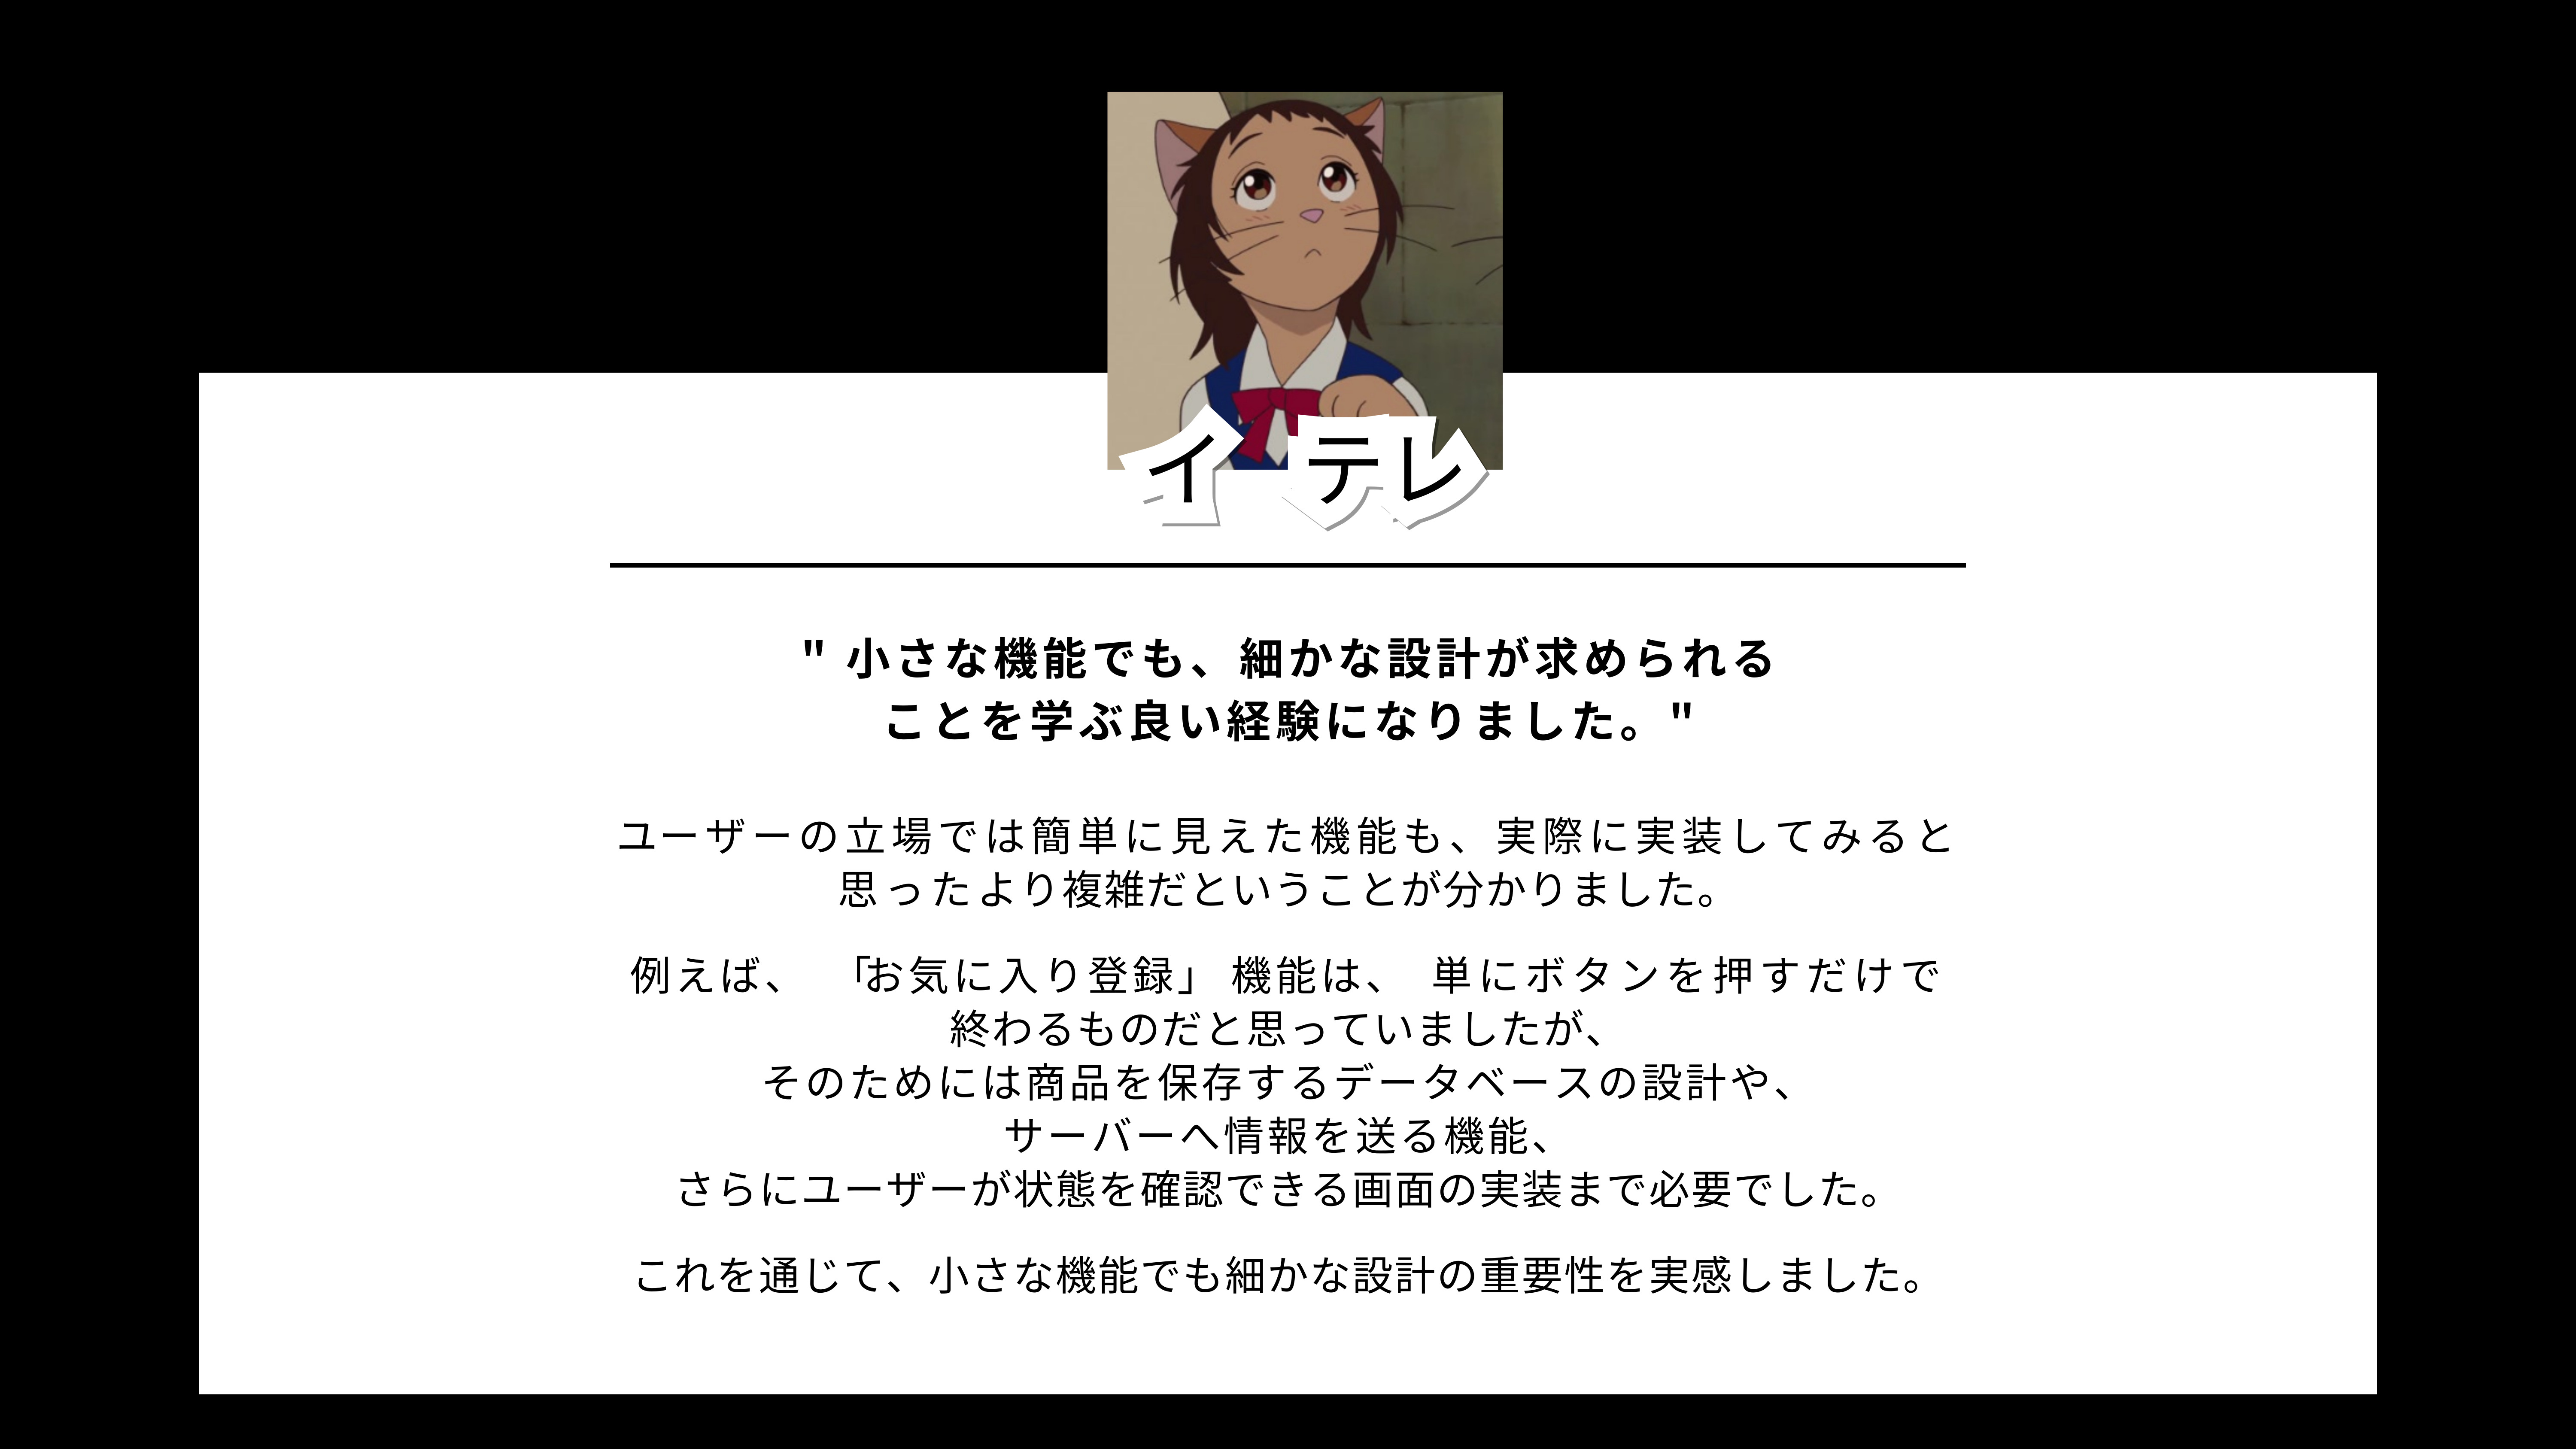 イ テレ
" 小さな機能でも、細かな設計が求められる
ことを学ぶ良い経験になりました。"
ユーザーの立場では簡単に見えた機能も、実際に実装してみると
思ったより複雑だということが分かりました。
例えば、 「お気に入り登録」 機能は、 単にボタンを押すだけで
終わるものだと思っていましたが、
そのためには商品を保存するデータベースの設計や、
サーバーへ情報を送る機能、
さらにユーザーが状態を確認できる画面の実装まで必要でした。
これを通じて、小さな機能でも細かな設計の重要性を実感しました。